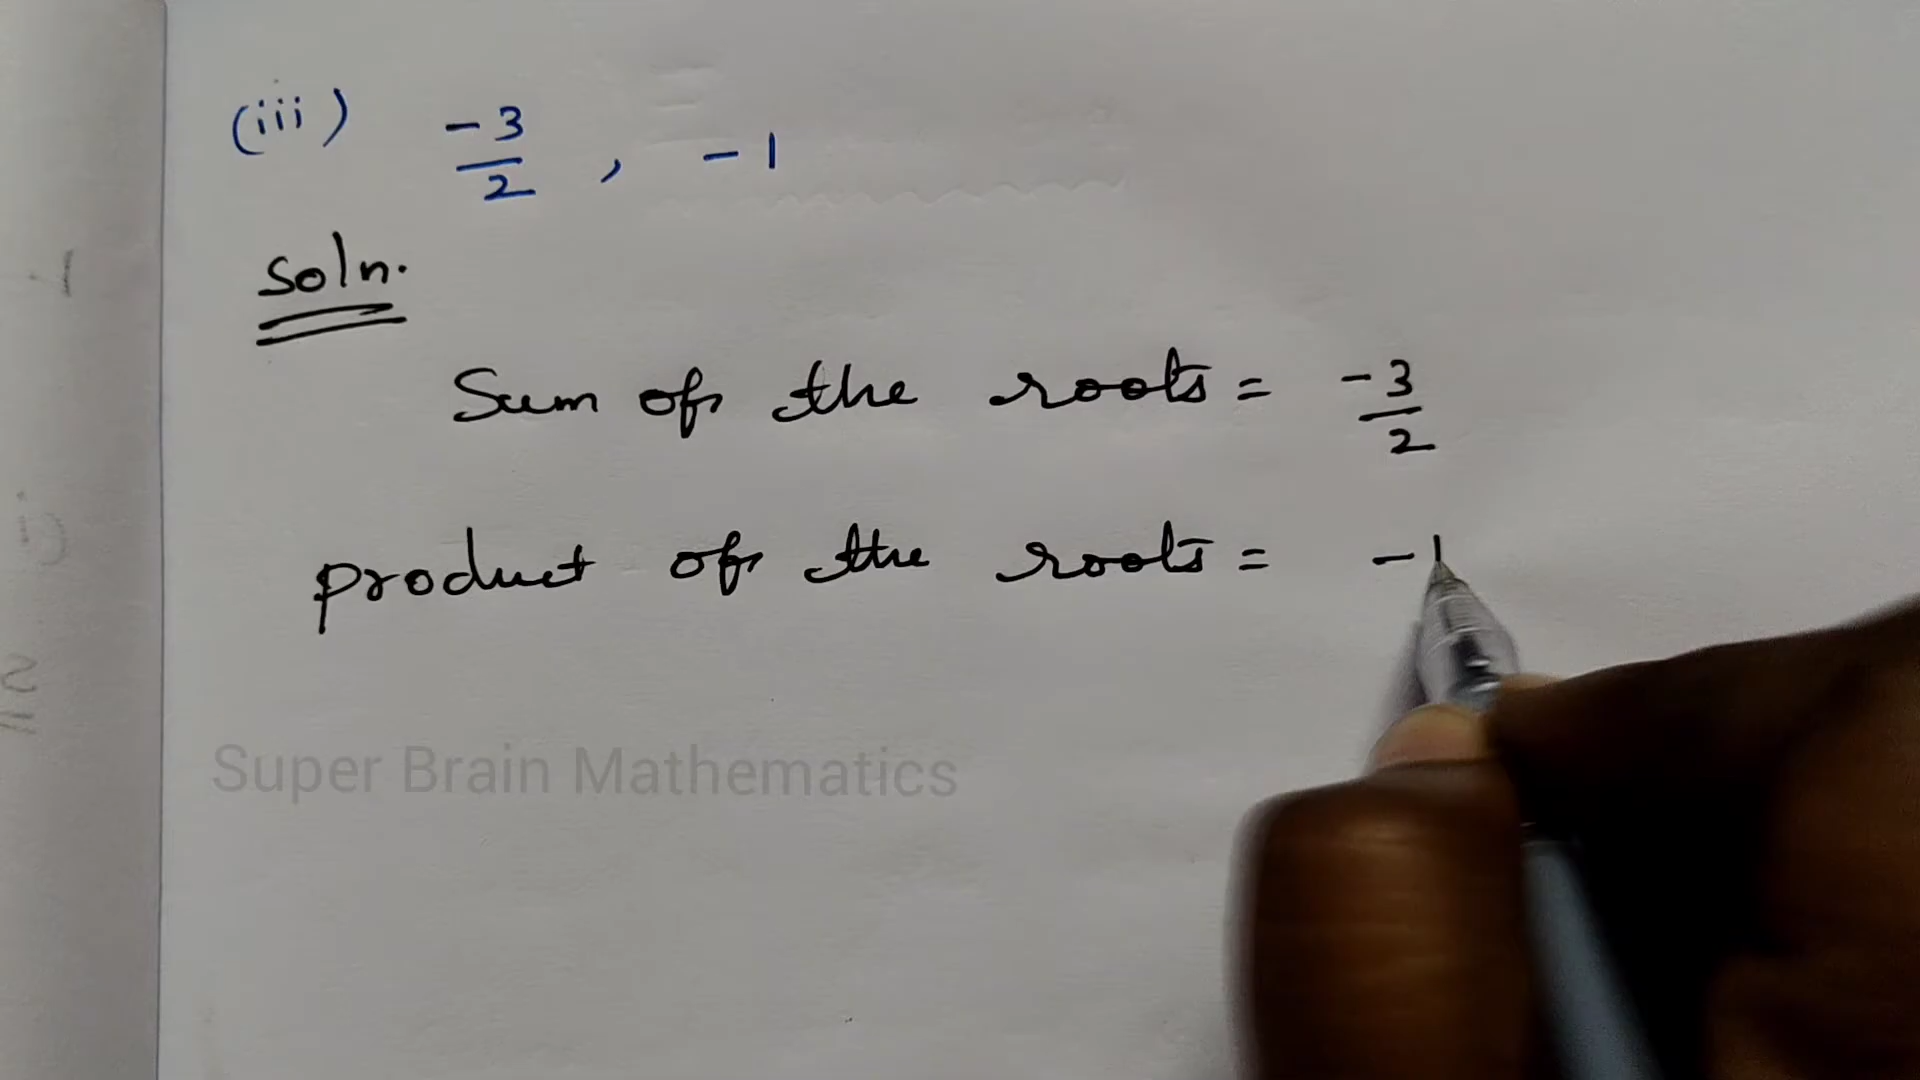 (iii) -3/2 , -1
Soln.
Sum of the roots = -3/2
product of the roots = -1
Super Brain Mathematics